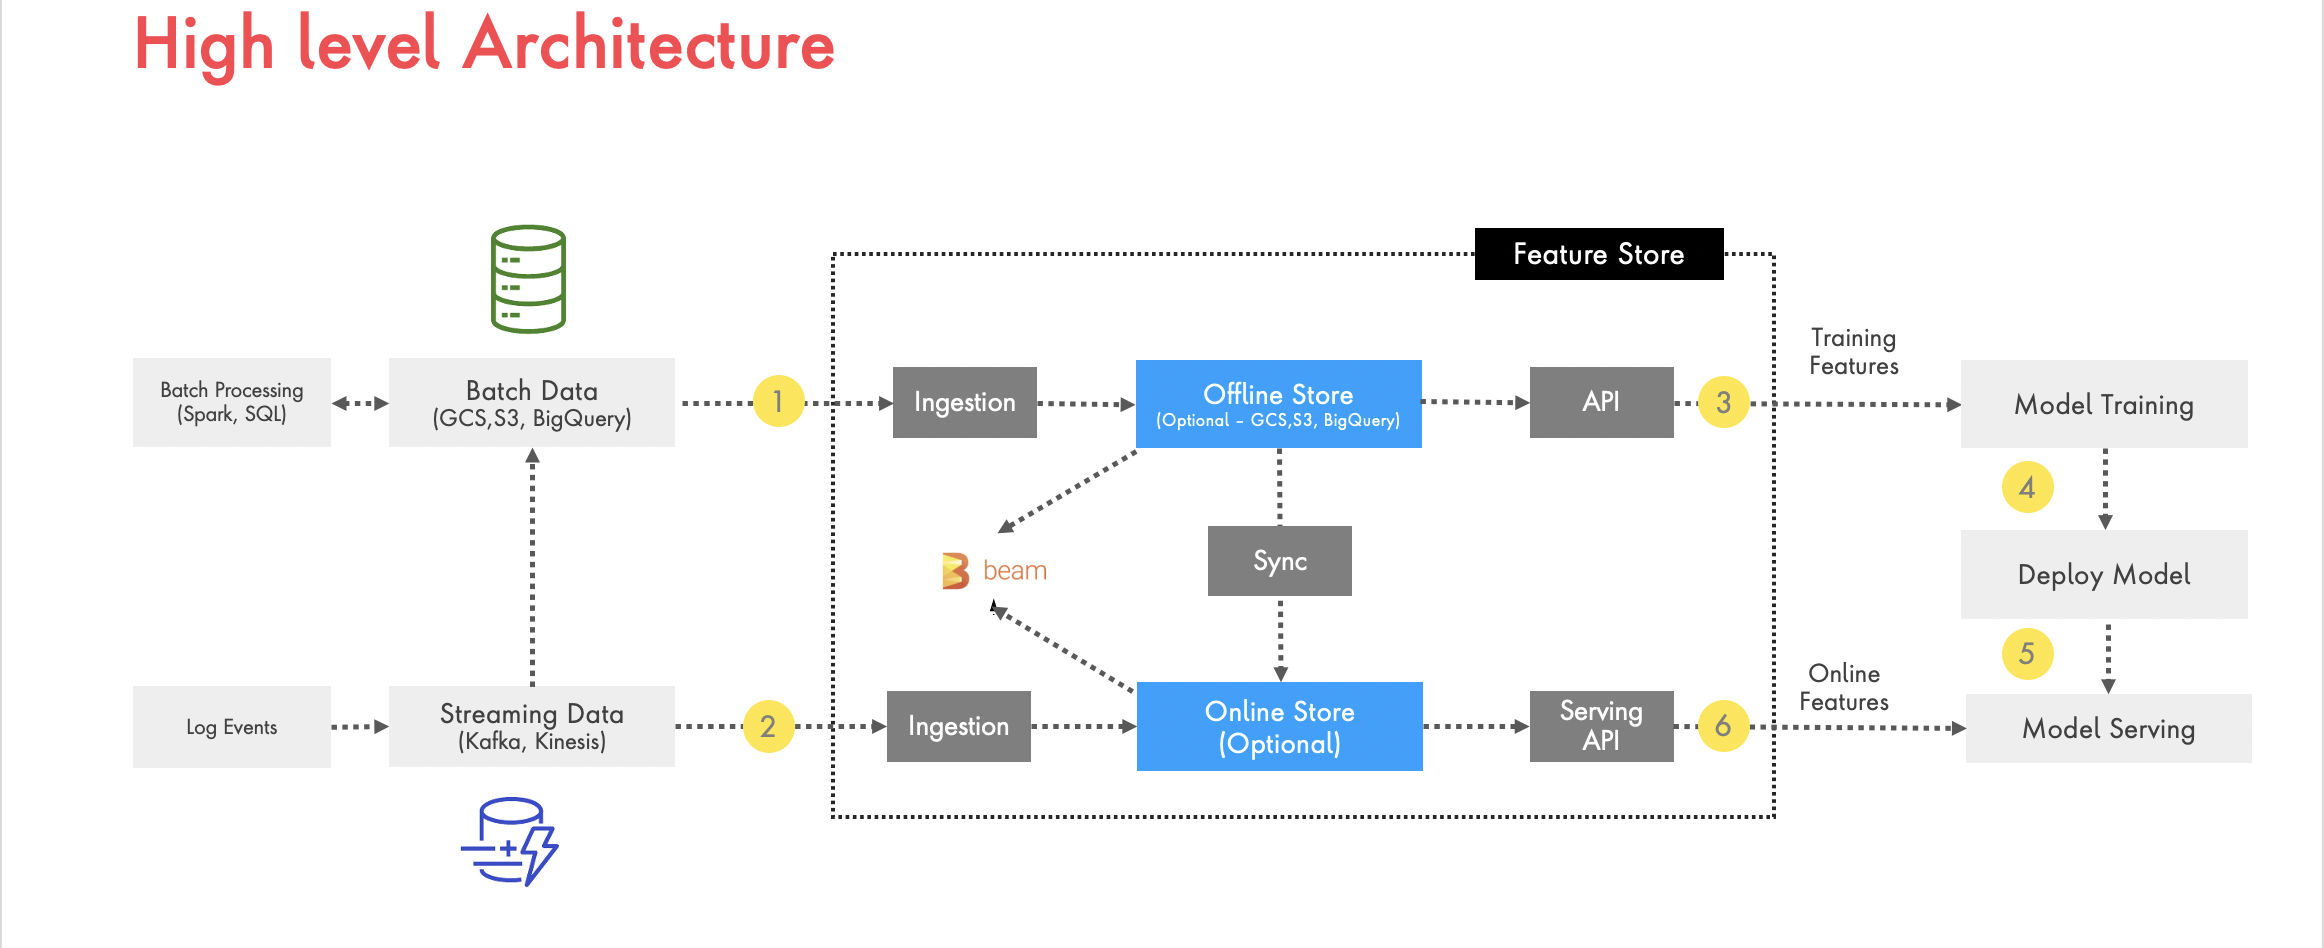 High level Architecture
Feature Store
Training
Features
Batch Processing
(Spark, SQL)
Batch Data
(GCS,S3, BigQuery)
1
Ingestion
Offline Store
(Optional - GCS,S3, BigQuery)
API
3
Model Training
4
beam
Sync
Deploy Model
5
Online
Features
Log Events
Streaming Data
(Kafka, Kinesis)
2
Ingestion
Online Store
(Optional)
Serving
API
6
Model Serving